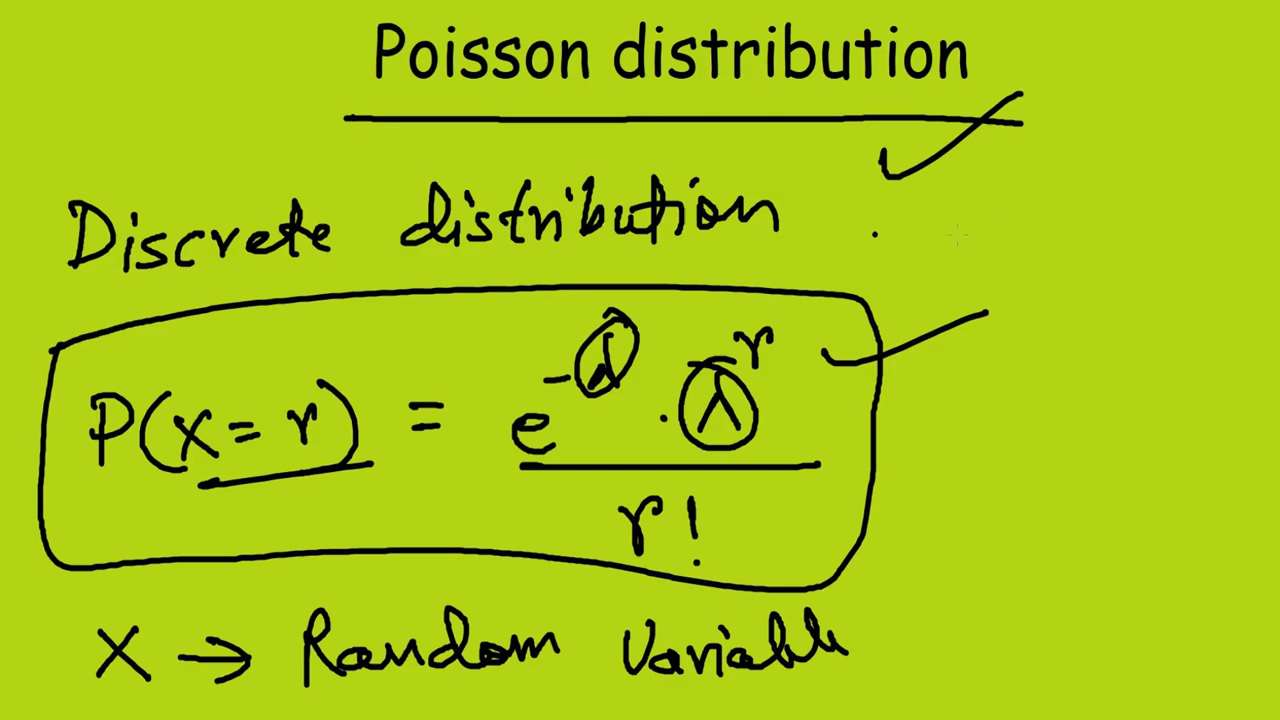 Poisson distribution
Discrete distribution .
P(x = r) = e^-λ . λ^r / r!
X → Random Variable